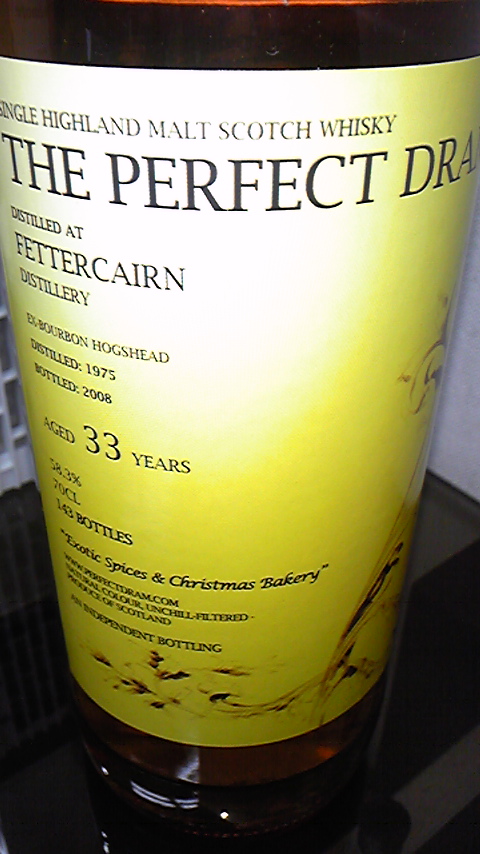 SINGLE HIGHLAND MALT SCOTCH WHISKY
THE PERFECT DRA
DISTILLED AT
FETTERCAIRN
DISTILLERY
EX-BOURBON HOGSHEAD
DISTILLED: 1975
BOTTLED: 2008
AGED 33 YEARS
58.3%
70CL
143 BOTTLES
"Exotic Spices & Christmas Bakery"
WWW.PERFECTDRAM.COM
NATURAL COLOUR, UNCHILL-FILTERED -
PRODUCE OF SCOTLAND
AN INDEPENDENT BOTTLING